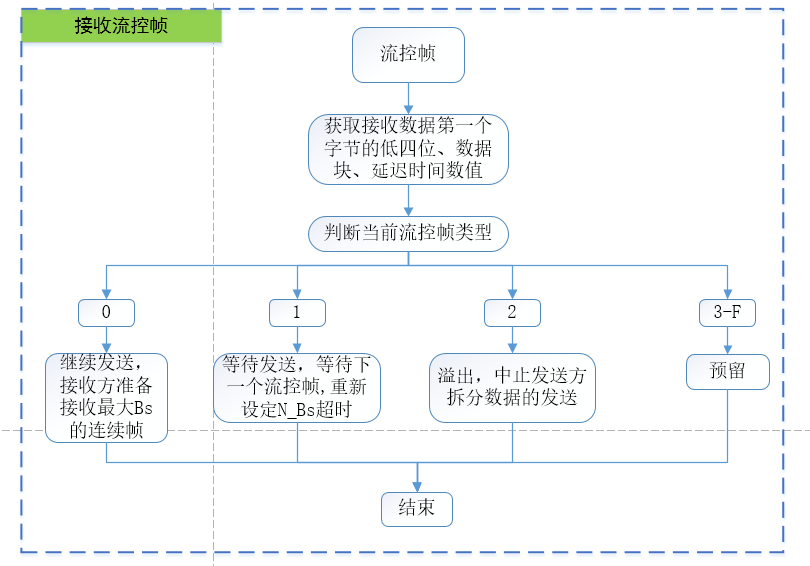 接收流控帧
流控帧
获取接收数据第一个
字节的低四位、数据
块、延迟时间数值
判断当前流控帧类型
0
1
2
3-F
继续发送，
接收方准备
接收最大Bs
的连续帧
等待发送，等待下
一个流控帧,重新
设定N_Bs超时
溢出，中止发送方
拆分数据的发送
预留
结束